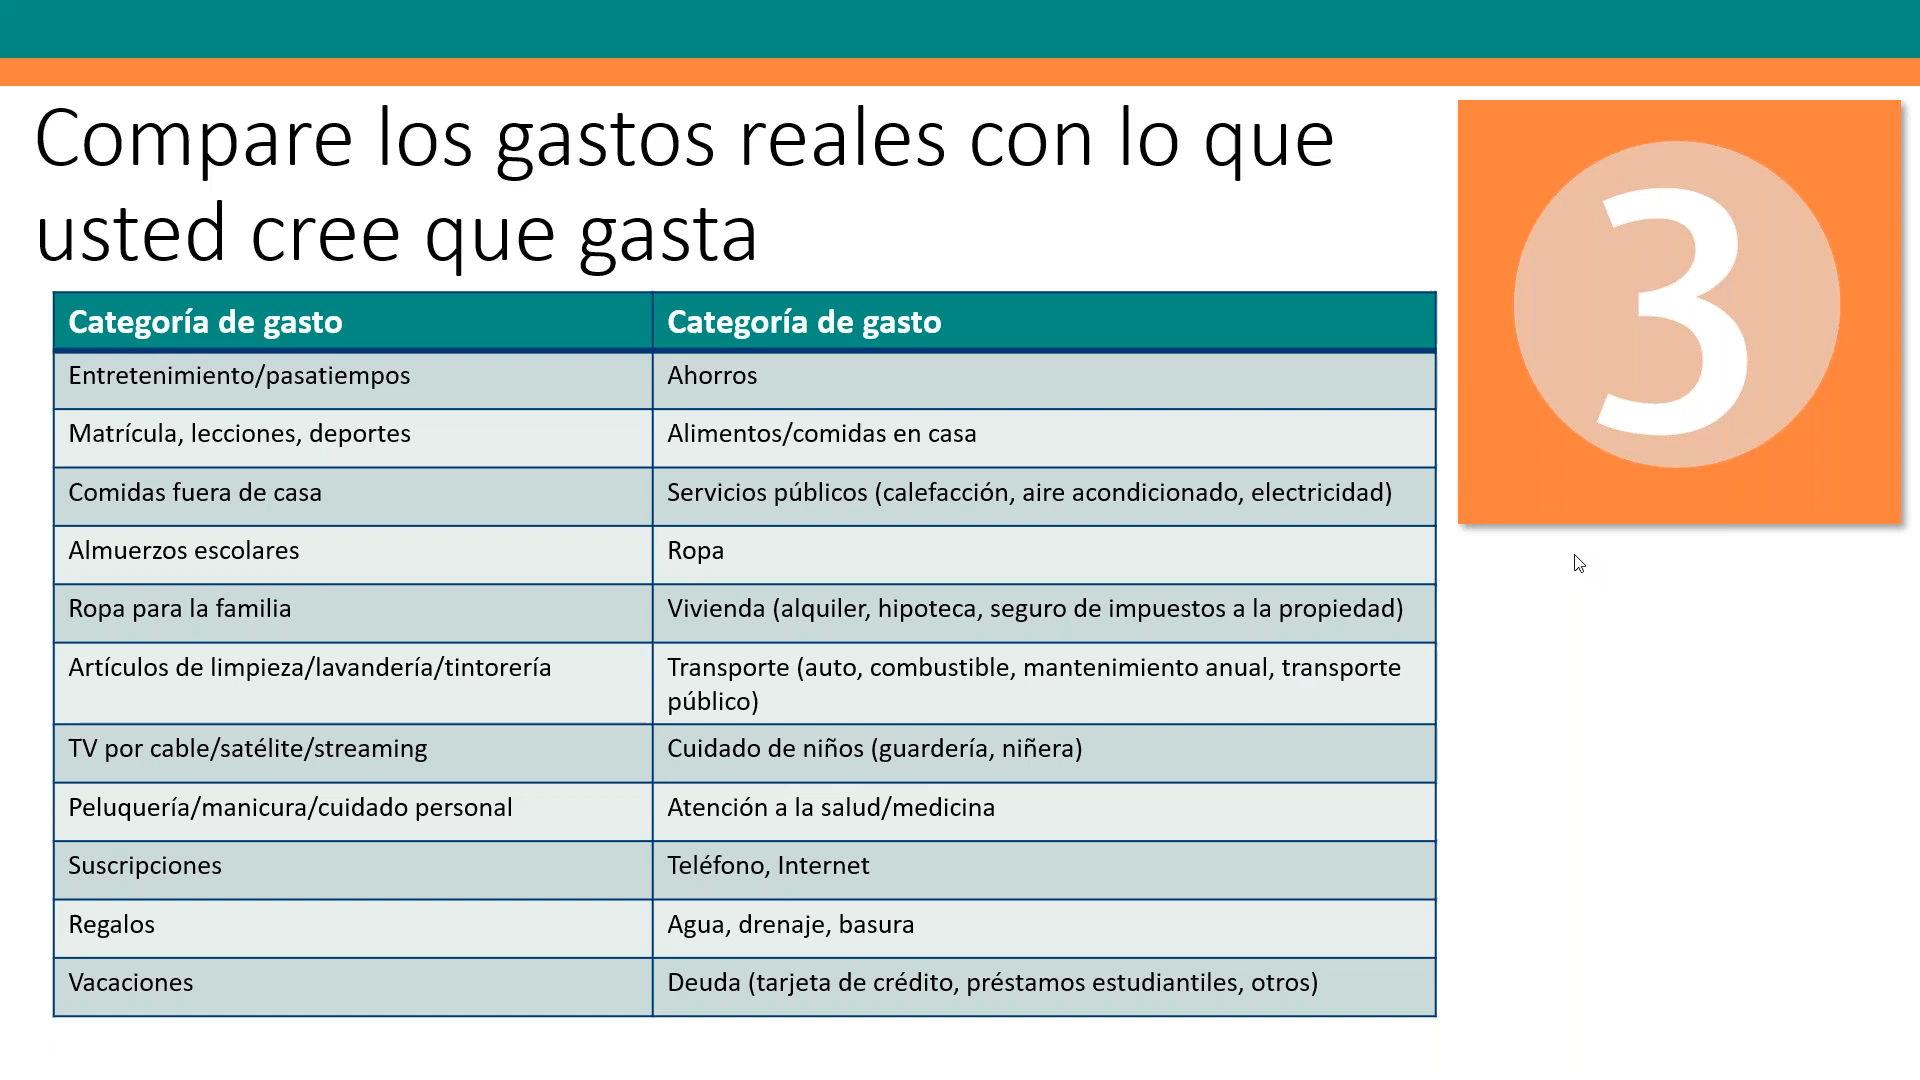 Compare los gastos reales con lo que
usted cree que gasta
3
Categoría de gasto
Categoría de gasto
Entretenimiento/pasatiempos
Ahorros
Matrícula, lecciones, deportes
Alimentos/comidas en casa
Comidas fuera de casa
Servicios públicos (calefacción, aire acondicionado, electricidad)
Almuerzos escolares
Ropa
Ropa para la familia
Vivienda (alquiler, hipoteca, seguro de impuestos a la propiedad)
Artículos de limpieza/lavandería/tintorería
Transporte (auto, combustible, mantenimiento anual, transporte
público)
TV por cable/satélite/streaming
Cuidado de niños (guardería, niñera)
Peluquería/manicura/cuidado personal
Atención a la salud/medicina
Suscripciones
Teléfono, Internet
Regalos
Agua, drenaje, basura
Vacaciones
Deuda (tarjeta de crédito, préstamos estudiantiles, otros)